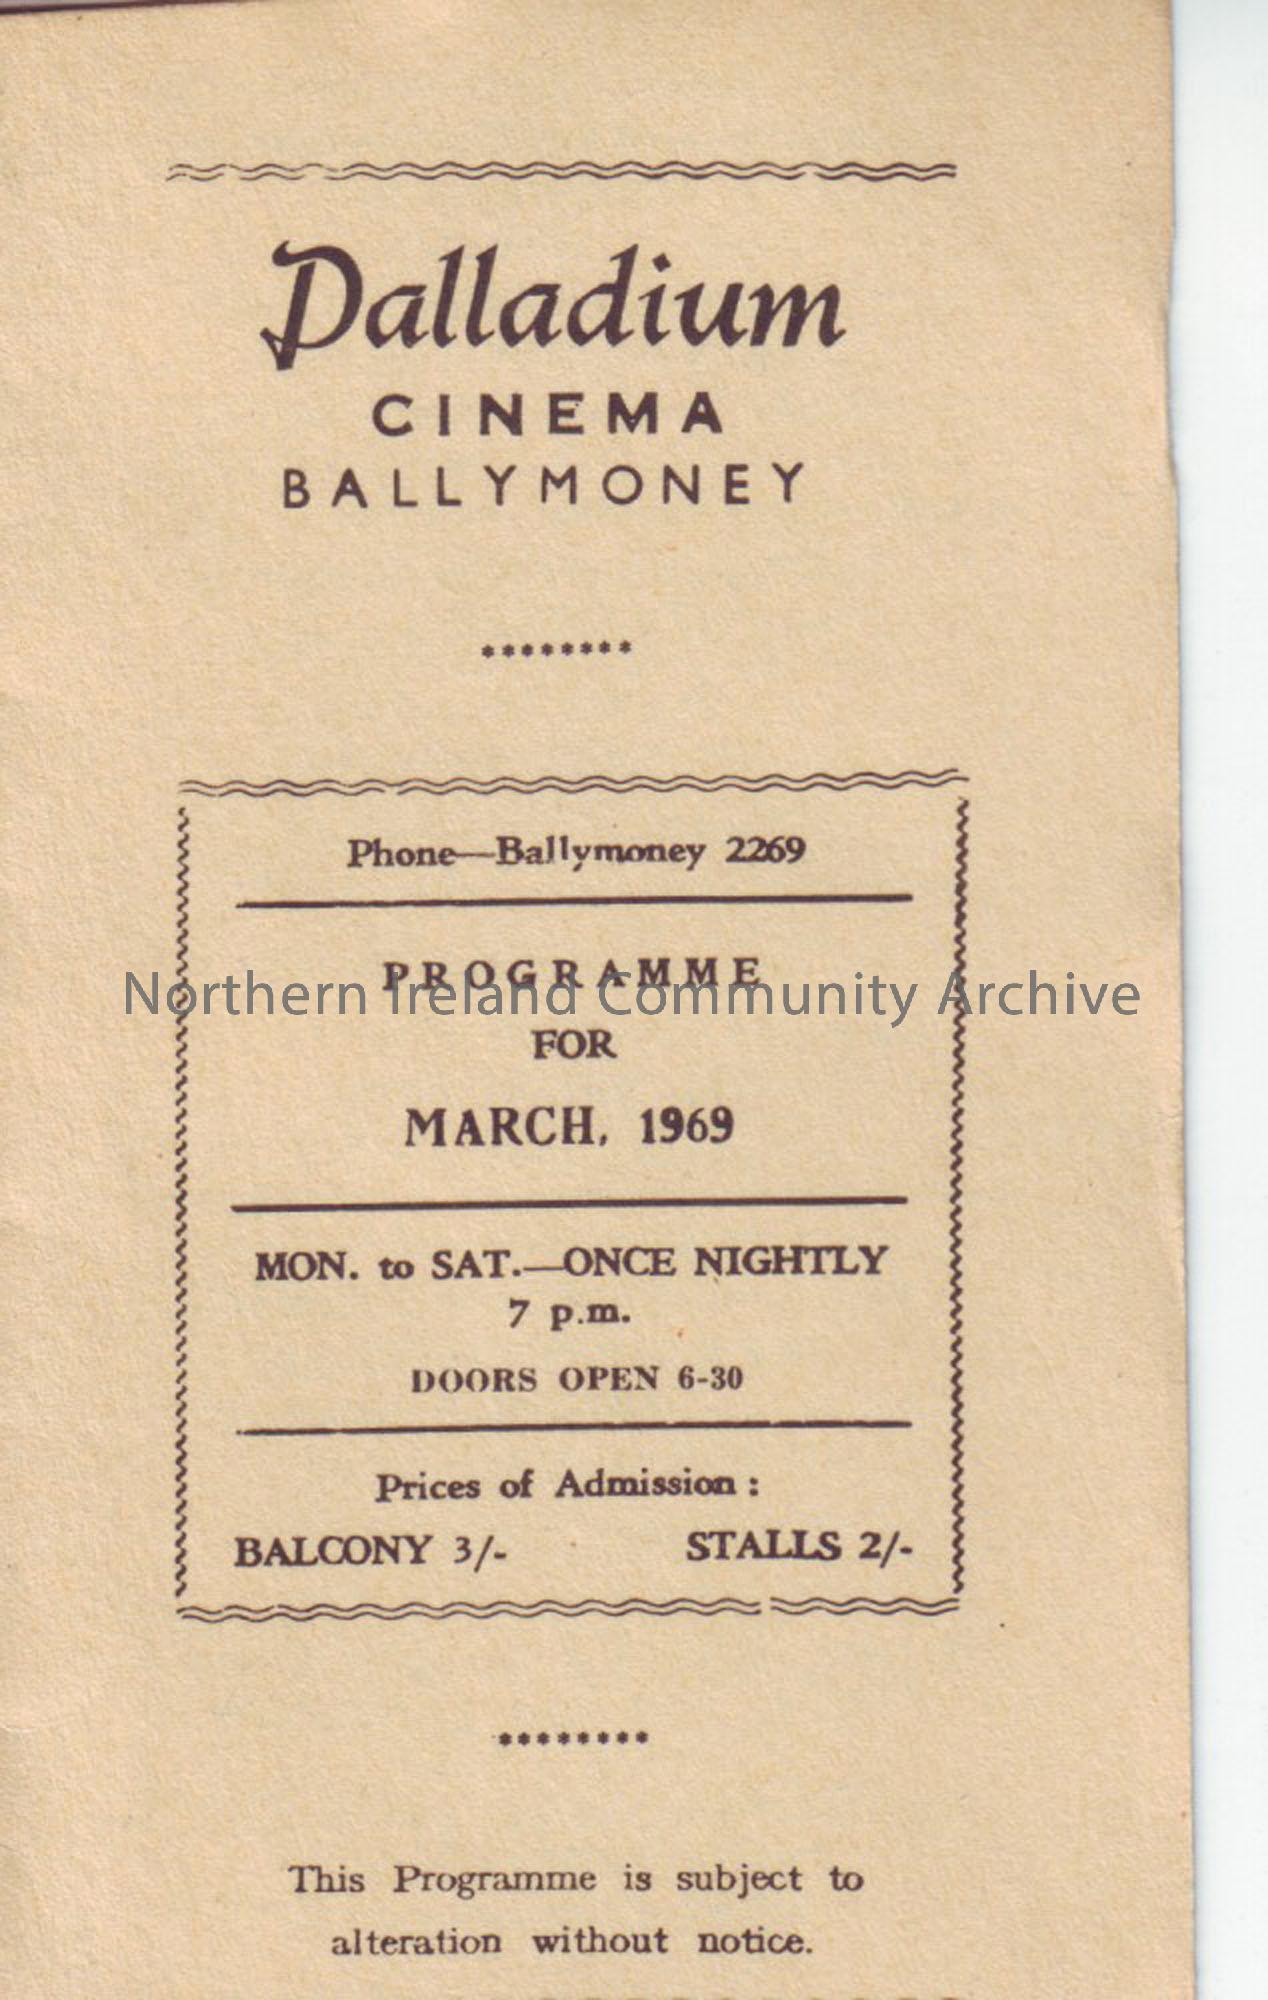 Palladium
CINEMA
BALLYMONEY
********
Phone—Ballymoney 2269
PROGRAMME
Northern Ireland Community Archive
FOR
MARCH, 1969
MON. to SAT.—ONCE NIGHTLY
7 p.m.
DOORS OPEN 6-30
Prices of Admission :
BALCONY 3/- STALLS 2/-
********
This Programme is subject to
alteration without notice.